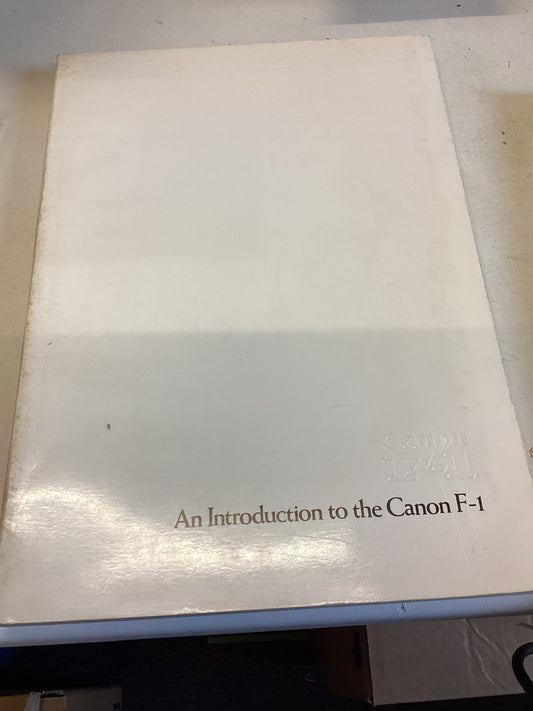 Canon
F-1
An Introduction to the Canon F-1